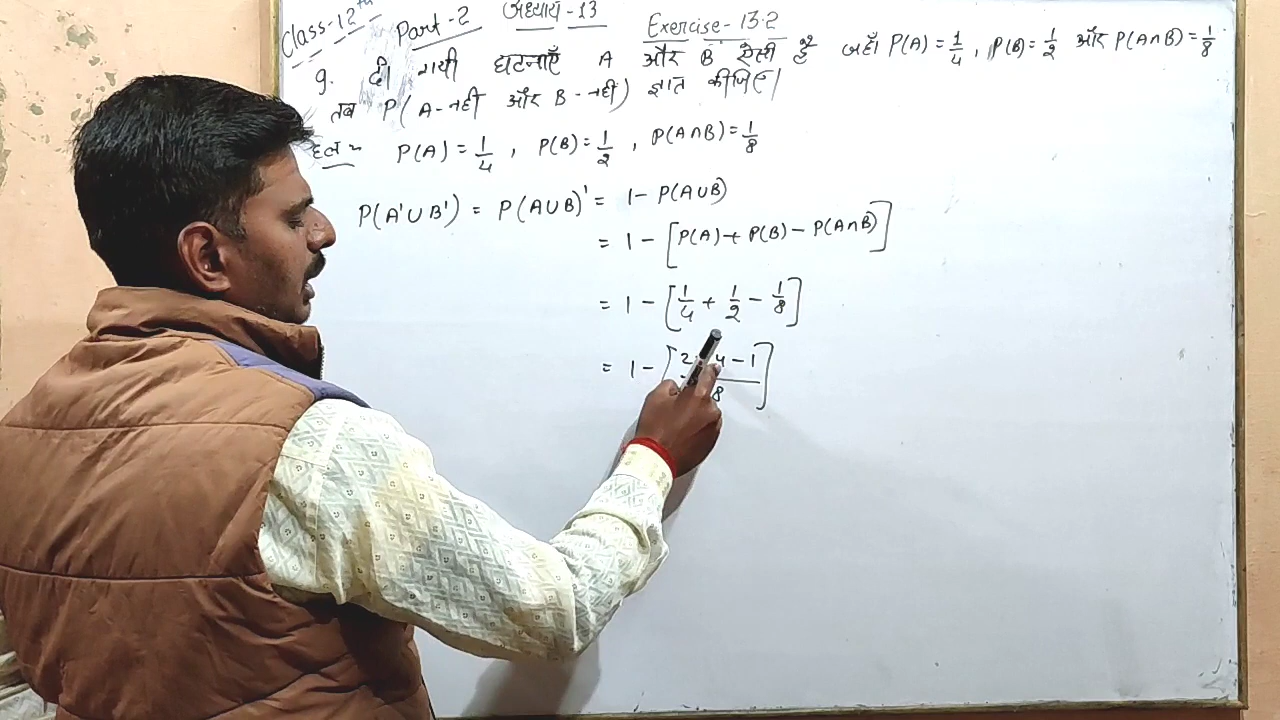 Class-12th Part-2 अध्याय-13 Exercise-13.2
9. दी गयी घटनाएँ A और B ऐसी हैं जहाँ P(A) = 1/4, P(B) = 1/2 और P(A∩B) = 1/8
तब P(A-नहीं और B-नहीं) ज्ञात कीजिए।
हल:- P(A) = 1/4, P(B) = 1/2, P(A∩B) = 1/8
P(A'∪B') = P(A∪B)' = 1 - P(A∪B)
= 1 - [P(A) + P(B) - P(A∩B)]
= 1 - [1/4 + 1/2 - 1/8]
= 1 - [2 4 - 1 / 8]